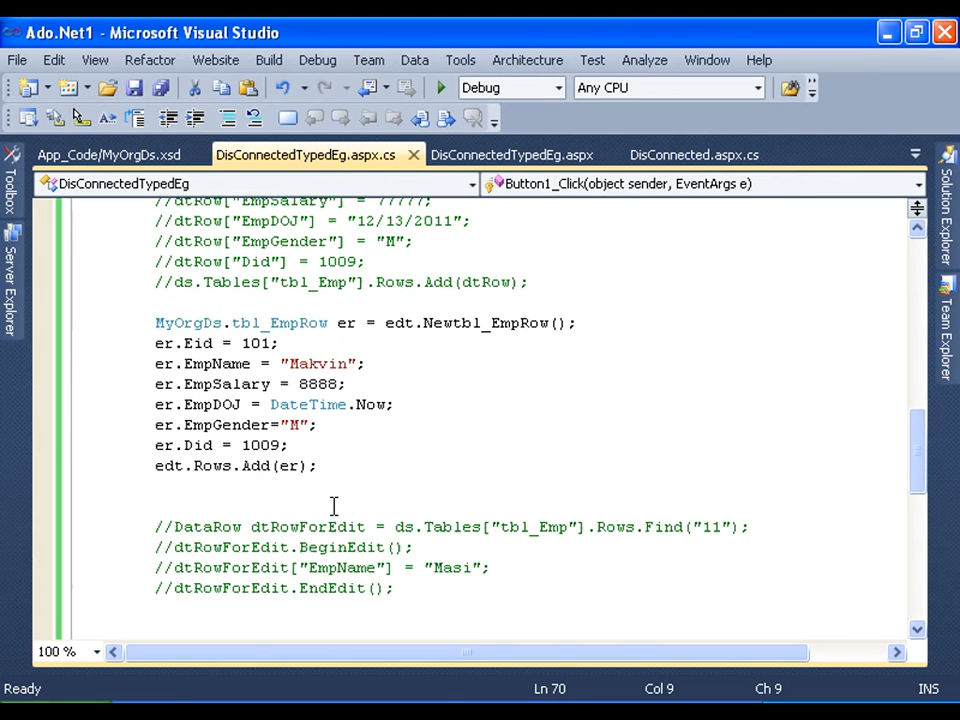 Ado.Net1 - Microsoft Visual Studio
File Edit View Refactor Website Build Debug Team Data Tools Architecture Test Analyze Window Help
Debug Any CPU
App_Code/MyOrgDs.xsd DisConnectedTypedEg.aspx.cs DisConnectedTypedEg.aspx DisConnected.aspx.cs
DisConnectedTypedEg Button1_Click(object sender, EventArgs e)
Toolbox
Server Explorer
Solution Explorer
Team Explorer
//dtRow["EmpSalary"] = 77777;
//dtRow["EmpDOJ"] = "12/13/2011";
//dtRow["EmpGender"] = "M";
//dtRow["Did"] = 1009;
//ds.Tables["tbl_Emp"].Rows.Add(dtRow);
MyOrgDs.tbl_EmpRow er = edt.Newtbl_EmpRow();
er.Eid = 101;
er.EmpName = "Makvin";
er.EmpSalary = 8888;
er.EmpDOJ = DateTime.Now;
er.EmpGender="M";
er.Did = 1009;
edt.Rows.Add(er);
//DataRow dtRowForEdit = ds.Tables["tbl_Emp"].Rows.Find("11");
//dtRowForEdit.BeginEdit();
//dtRowForEdit["EmpName"] = "Masi";
//dtRowForEdit.EndEdit();
100 %
Ready Ln 70 Col 9 Ch 9 INS